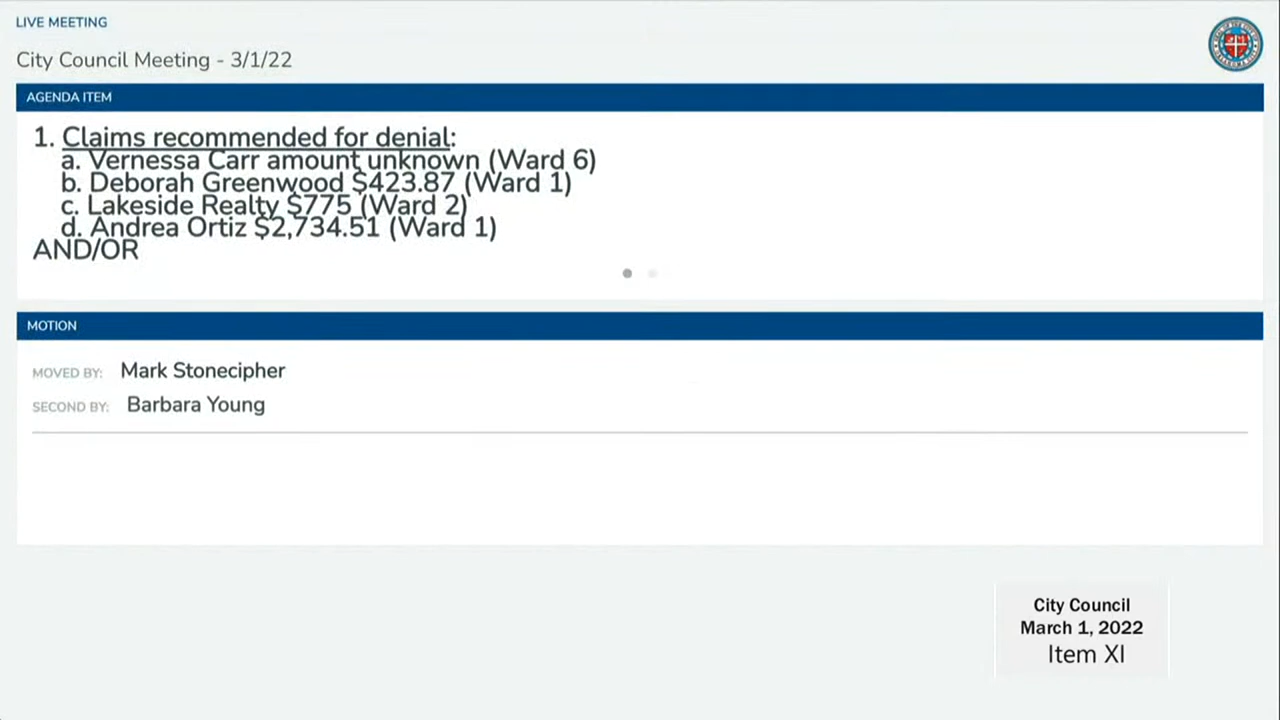 LIVE MEETING
City Council Meeting - 3/1/22
AGENDA ITEM
1. Claims recommended for denial:
a. Vernessa Carr amount unknown (Ward 6)
b. Deborah Greenwood $423.87 (Ward 1)
c. Lakeside Realty $775 (Ward 2)
d. Andrea Ortiz $2,734.51 (Ward 1)
AND/OR
MOTION
MOVED BY: Mark Stonecipher
SECOND BY: Barbara Young
City Council
March 1, 2022
Item XI